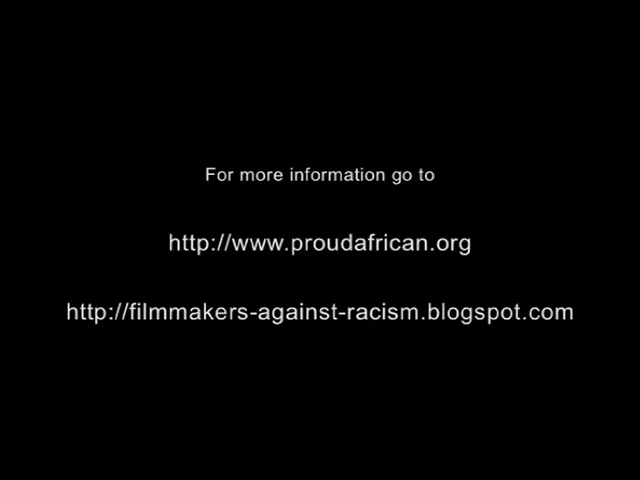 For more information go to
http://www.proudafrican.org
http://filmmakers-against-racism.blogspot.com